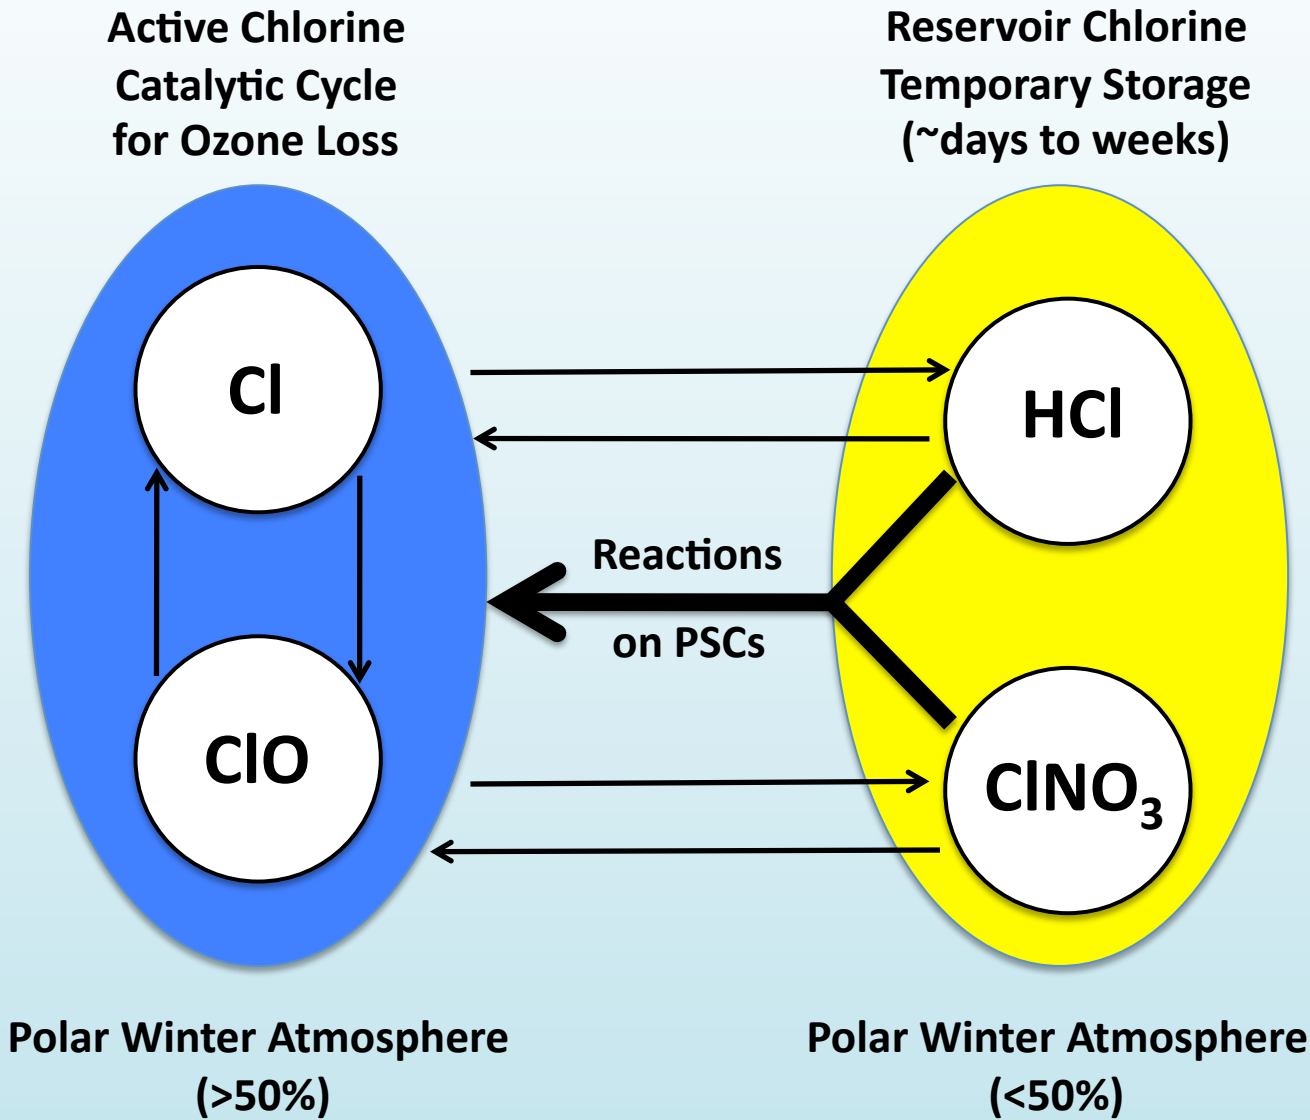 Active Chlorine
Catalytic Cycle
for Ozone Loss
Reservoir Chlorine
Temporary Storage
(~days to weeks)
Cl
HCl
Reactions
on PSCs
ClO
ClNO₃
Polar Winter Atmosphere
(>50%)
Polar Winter Atmosphere
(<50%)